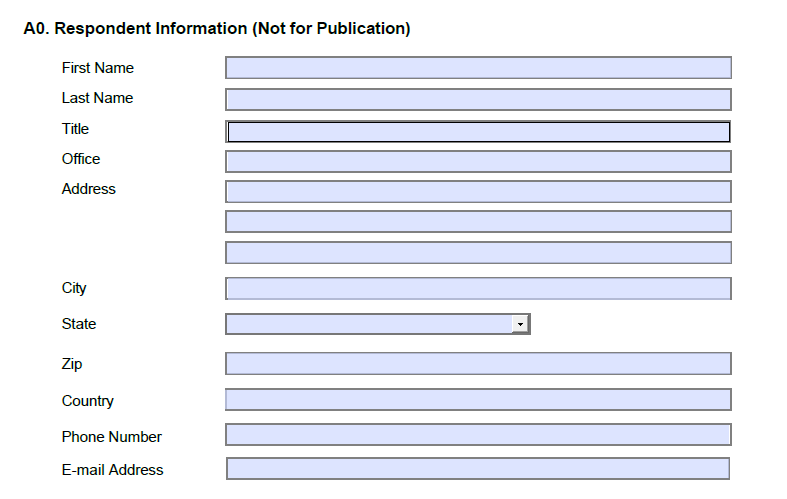 A0. Respondent Information (Not for Publication)
First Name
Last Name
Title
Office
Address
City
State
Zip
Country
Phone Number
E-mail Address